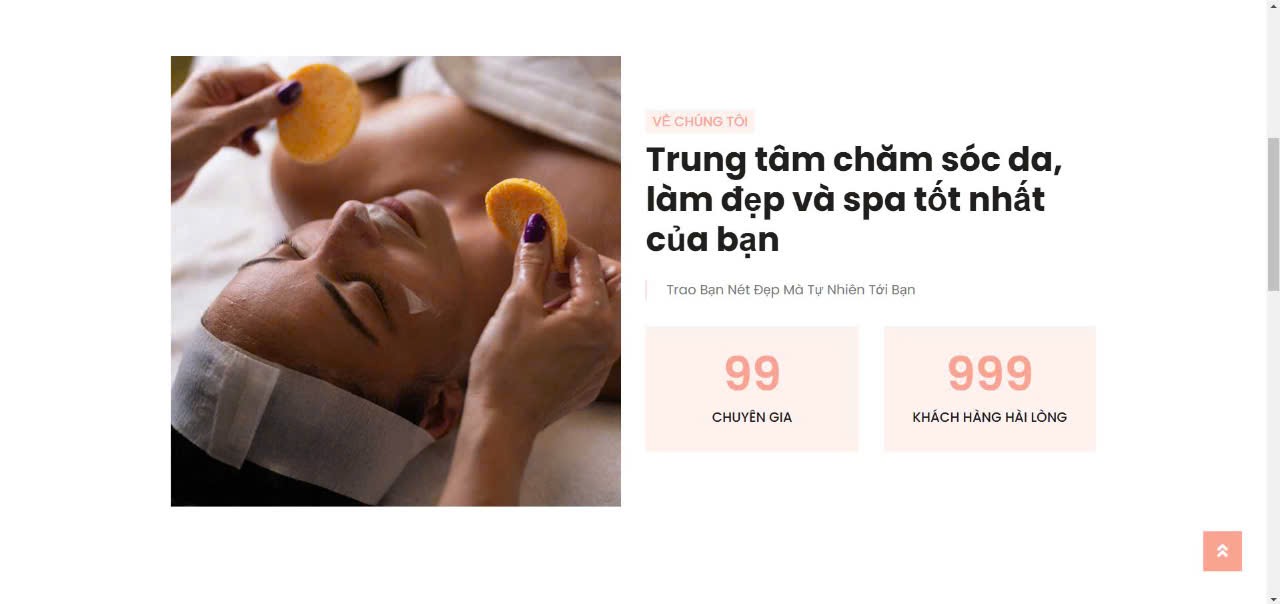 VỀ CHÚNG TÔI
Trung tâm chăm sóc da,
làm đẹp và spa tốt nhất
của bạn
Trao Bạn Nét Đẹp Mà Tự Nhiên Tới Bạn
99
999
CHUYÊN GIA
KHÁCH HÀNG HÀI LÒNG